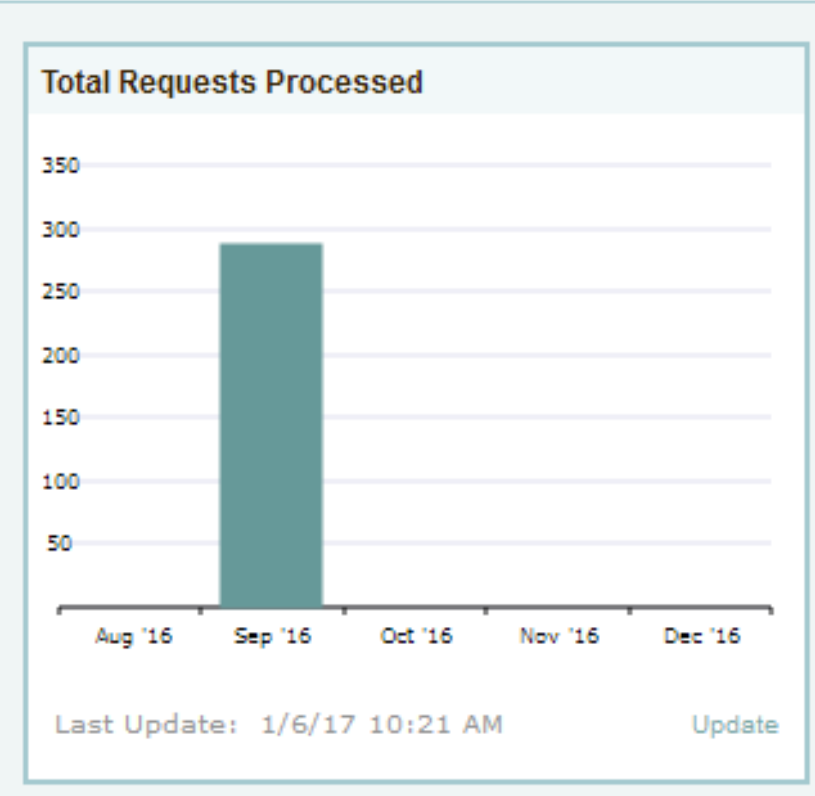 Total Requests Processed
350
300
250
200
150
100
50
Aug '16 Sep '16 Oct '16 Nov '16 Dec '16
Last Update: 1/6/17 10:21 AM Update